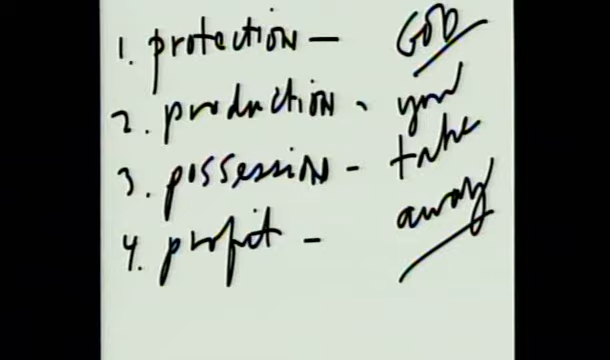 1. protection - GOD
2. production - you
3. possession - take
4. profit - away